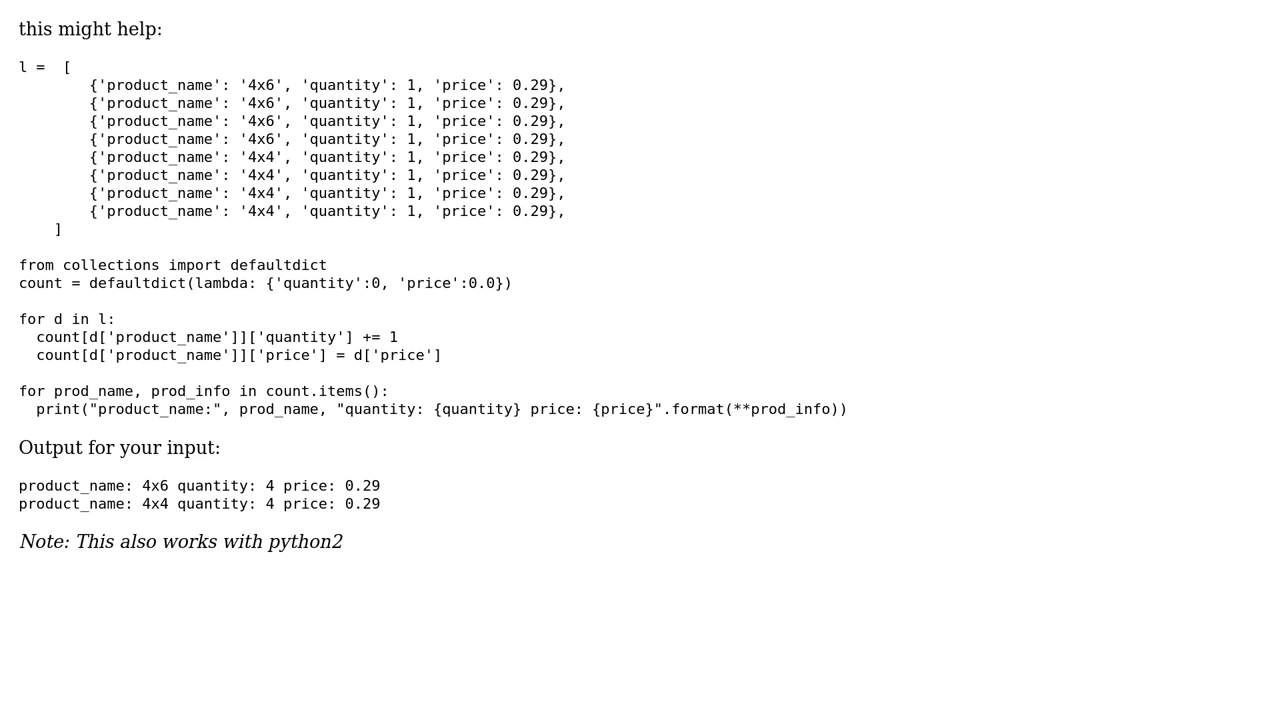 this might help:
l =  [
        {'product_name': '4x6', 'quantity': 1, 'price': 0.29},
        {'product_name': '4x6', 'quantity': 1, 'price': 0.29},
        {'product_name': '4x6', 'quantity': 1, 'price': 0.29},
        {'product_name': '4x6', 'quantity': 1, 'price': 0.29},
        {'product_name': '4x4', 'quantity': 1, 'price': 0.29},
        {'product_name': '4x4', 'quantity': 1, 'price': 0.29},
        {'product_name': '4x4', 'quantity': 1, 'price': 0.29},
        {'product_name': '4x4', 'quantity': 1, 'price': 0.29},
    ]
from collections import defaultdict
count = defaultdict(lambda: {'quantity':0, 'price':0.0})
for d in l:
  count[d['product_name']]['quantity'] += 1
  count[d['product_name']]['price'] = d['price']
for prod_name, prod_info in count.items():
  print("product_name:", prod_name, "quantity: {quantity} price: {price}".format(**prod_info))
Output for your input:
product_name: 4x6 quantity: 4 price: 0.29
product_name: 4x4 quantity: 4 price: 0.29
Note: This also works with python2